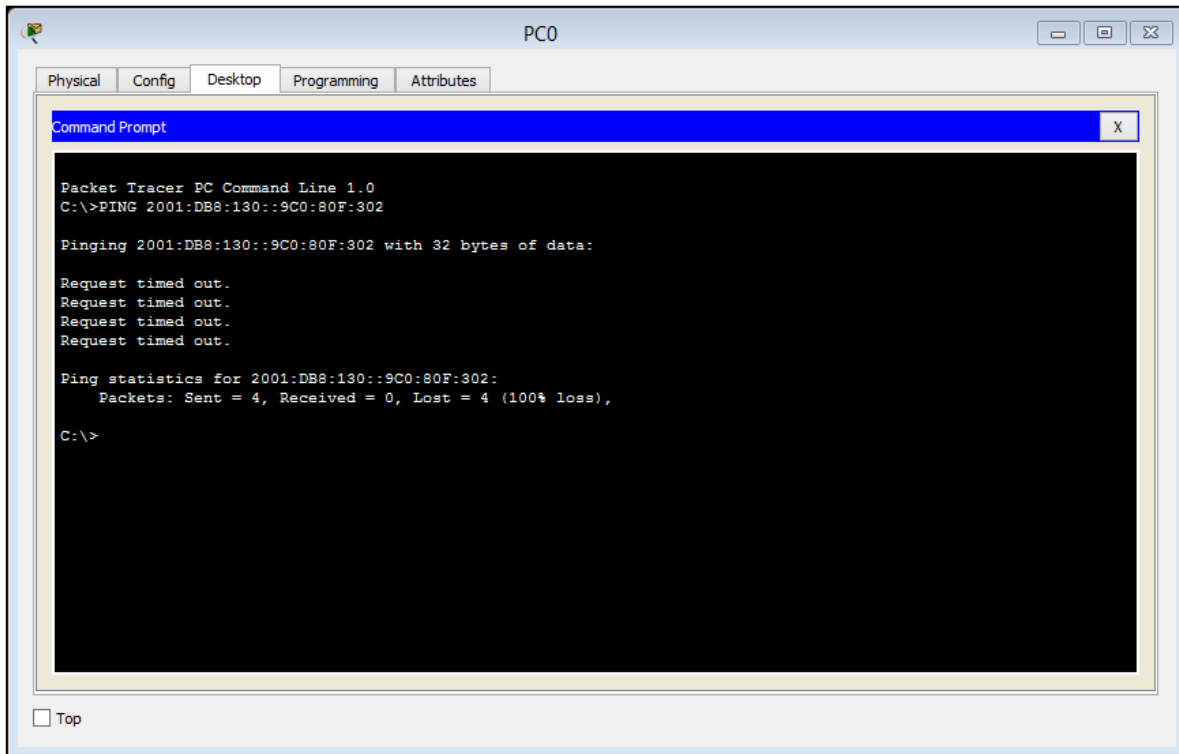 PC0
Physical Config Desktop Programming Attributes
Command Prompt X
Packet Tracer PC Command Line 1.0
C:\>PING 2001:DB8:130::9C0:80F:302
Pinging 2001:DB8:130::9C0:80F:302 with 32 bytes of data:
Request timed out.
Request timed out.
Request timed out.
Request timed out.
Ping statistics for 2001:DB8:130::9C0:80F:302:
Packets: Sent = 4, Received = 0, Lost = 4 (100% loss),
C:\>
Top